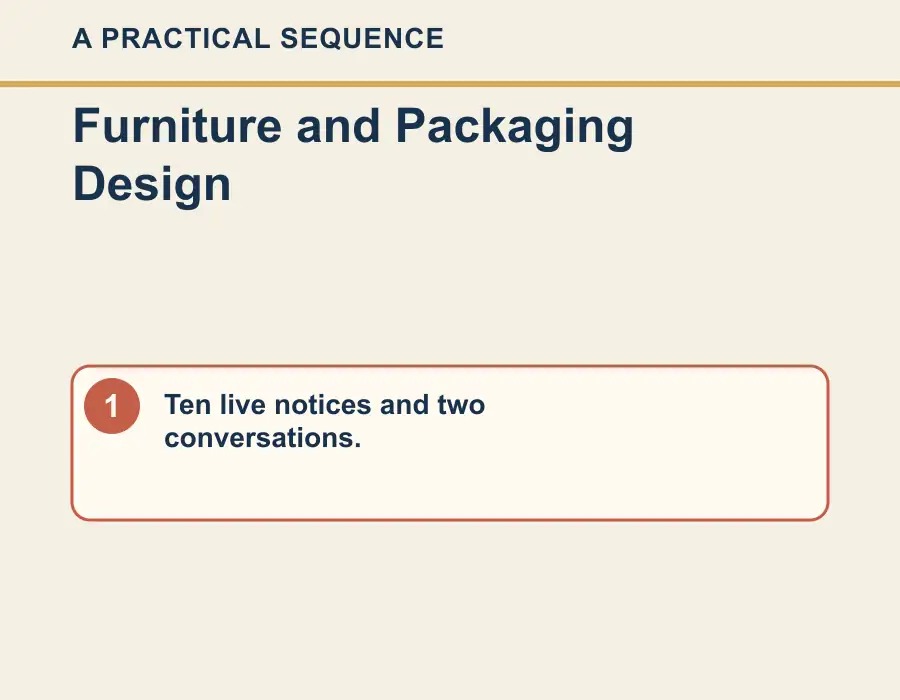 A PRACTICAL SEQUENCE
Furniture and Packaging
Design
1
Ten live notices and two
conversations.